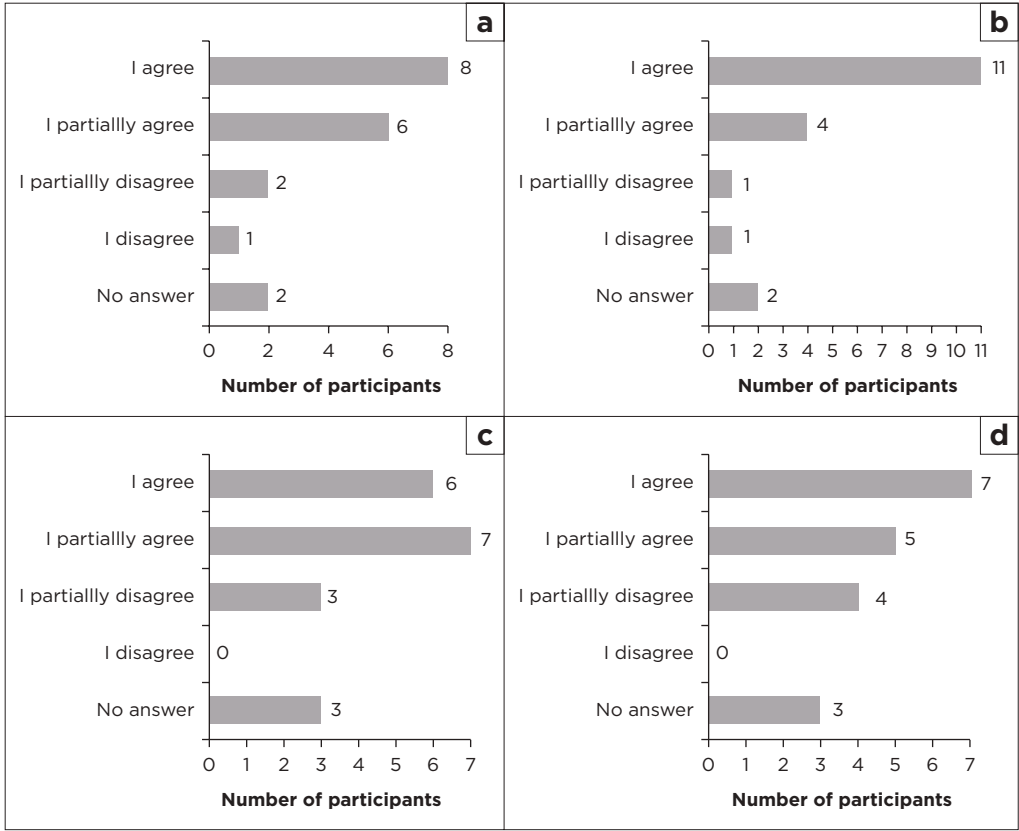 a
I agree 8
I partiallly agree 6
I partiallly disagree 2
I disagree 1
No answer 2
0 2 4 6 8
Number of participants
b
I agree 11
I partiallly agree 4
I partiallly disagree 1
I disagree 1
No answer 2
0 1 2 3 4 5 6 7 8 9 10 11
Number of participants
c
I agree 6
I partiallly agree 7
I partiallly disagree 3
I disagree 0
No answer 3
0 1 2 3 4 5 6 7
Number of participants
d
I agree 7
I partiallly agree 5
I partiallly disagree 4
I disagree 0
No answer 3
0 1 2 3 4 5 6 7
Number of participants